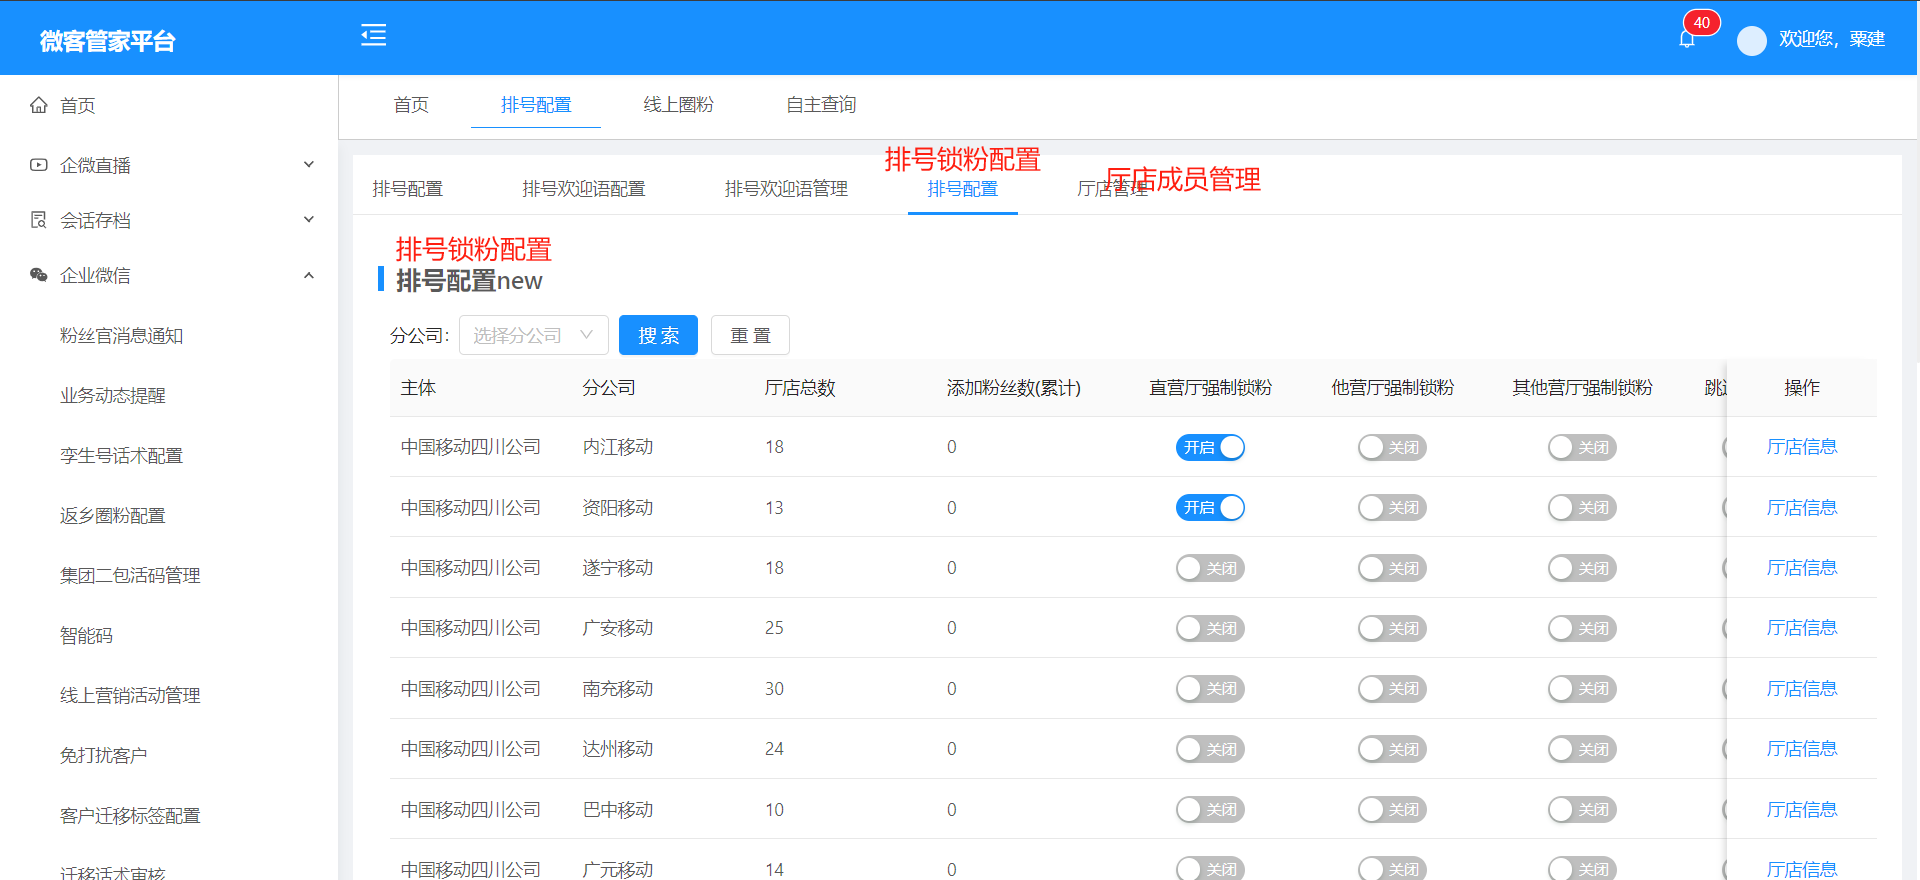 微客管家平台
40
欢迎您，粟建
首页
企微直播
会话存档
企业微信
粉丝官消息通知
业务动态提醒
孪生号话术配置
返乡圈粉配置
集团二包活码管理
智能码
线上营销活动管理
免打扰客户
客户迁移标签配置
迁移话术审核
首页 排号配置 线上圈粉 自主查询
排号锁粉配置
厅店成员管理
排号配置 排号欢迎语配置 排号欢迎语管理 排号配置 厅店管理
排号锁粉配置
排号配置new
分公司: 选择分公司 搜 索 重 置
主体 分公司 厅店总数 添加粉丝数(累计) 直营厅强制锁粉 他营厅强制锁粉 其他营厅强制锁粉 跳 操作
中国移动四川公司 内江移动 18 0 开启 关闭 关闭 厅店信息
中国移动四川公司 资阳移动 13 0 开启 关闭 关闭 厅店信息
中国移动四川公司 遂宁移动 18 0 关闭 关闭 关闭 厅店信息
中国移动四川公司 广安移动 25 0 关闭 关闭 关闭 厅店信息
中国移动四川公司 南充移动 30 0 关闭 关闭 关闭 厅店信息
中国移动四川公司 达州移动 24 0 关闭 关闭 关闭 厅店信息
中国移动四川公司 巴中移动 10 0 关闭 关闭 关闭 厅店信息
中国移动四川公司 广元移动 14 0 关闭 关闭 关闭 厅店信息